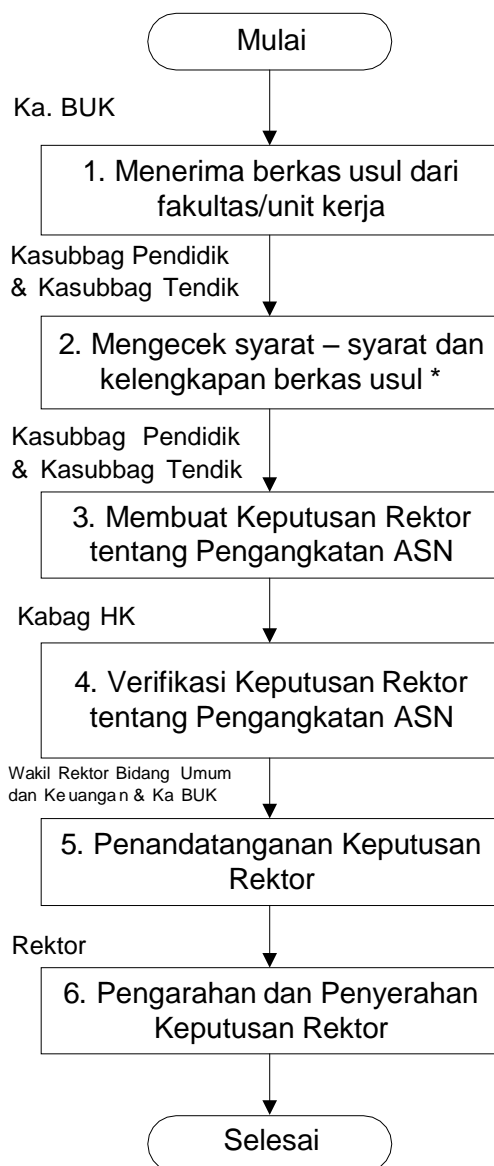 Mulai
Ka. BUK
1. Menerima berkas usul dari
fakultas/unit kerja
Kasubbag Pendidik
& Kasubbag Tendik
2. Mengecek syarat – syarat dan
kelengkapan berkas usul *
Kasubbag Pendidik
& Kasubbag Tendik
3. Membuat Keputusan Rektor
tentang Pengangkatan ASN
Kabag HK
4. Verifikasi Keputusan Rektor
tentang Pengangkatan ASN
Wakil Rektor Bidang Umum
dan Keuangan & Ka BUK
5. Penandatanganan Keputusan
Rektor
Rektor
6. Pengarahan dan Penyerahan
Keputusan Rektor
Selesai